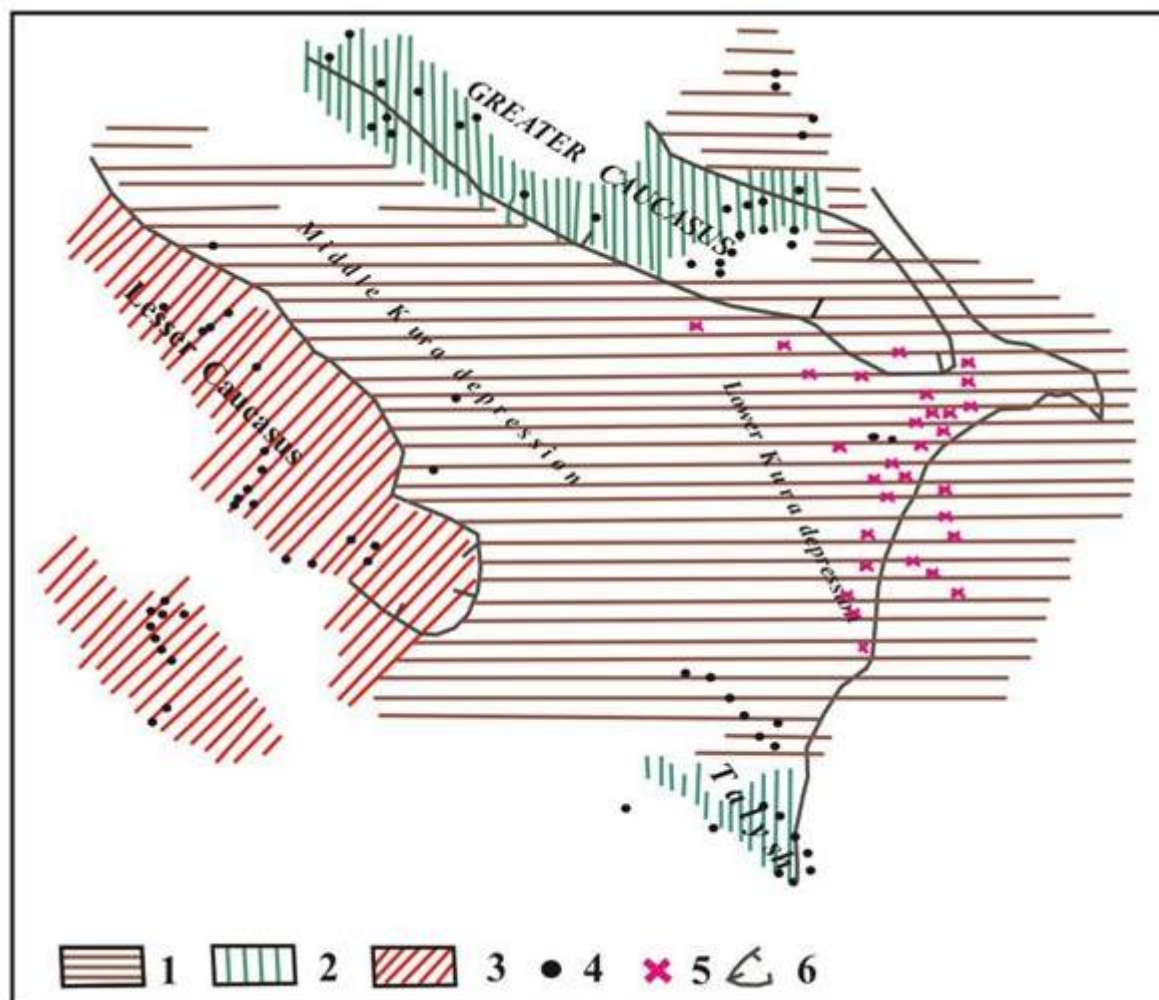 GREATER CAUCASUS
Middle Kura depression
Lesser Caucasus
Lower Kura depression
Talysh
1 2 3 4 5 6